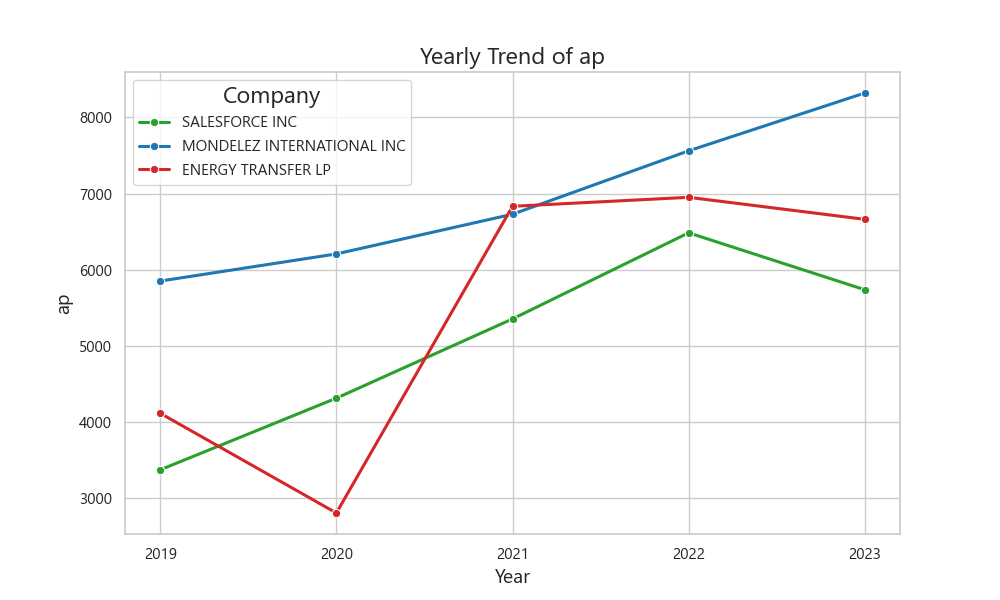 Yearly Trend of ap
Company
SALESFORCE INC
MONDELEZ INTERNATIONAL INC
ENERGY TRANSFER LP
ap
8000
7000
6000
5000
4000
3000
2019 2020 2021 2022 2023
Year